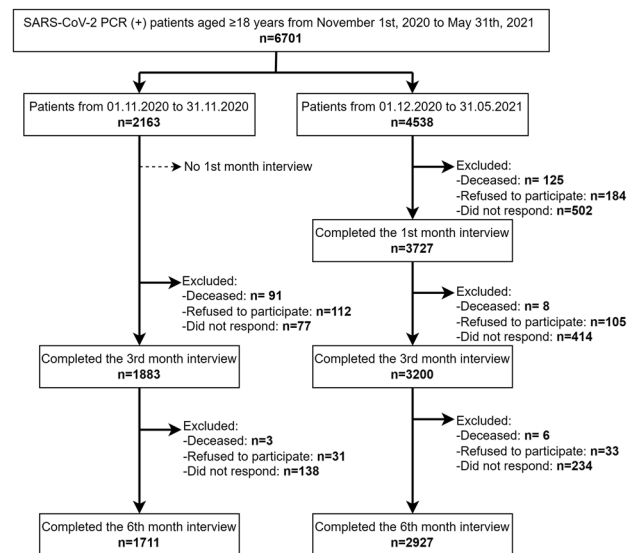 SARS-CoV-2 PCR (+) patients aged ≥18 years from November 1st, 2020 to May 31th, 2021
n=6701
Patients from 01.11.2020 to 31.11.2020
n=2163
Patients from 01.12.2020 to 31.05.2021
n=4538
No 1st month interview
Excluded:
-Deceased: n= 125
-Refused to participate: n=184
-Did not respond: n=502
Completed the 1st month interview
n=3727
Excluded:
-Deceased: n= 91
-Refused to participate: n=112
-Did not respond: n=77
Excluded:
-Deceased: n= 8
-Refused to participate: n=105
-Did not respond: n=414
Completed the 3rd month interview
n=1883
Completed the 3rd month interview
n=3200
Excluded:
-Deceased: n=3
-Refused to participate: n=31
-Did not respond: n=138
Excluded:
-Deceased: n= 6
-Refused to participate: n=33
-Did not respond: n=234
Completed the 6th month interview
n=1711
Completed the 6th month interview
n=2927